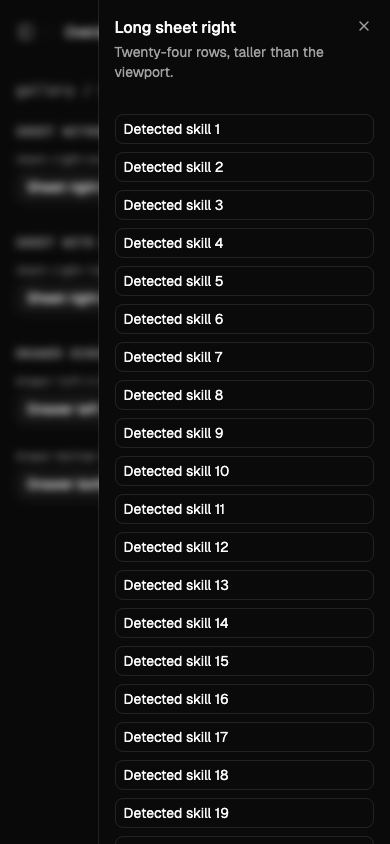 Long sheet right
Twenty-four rows, taller than the
viewport.
Detected skill 1
Detected skill 2
Detected skill 3
Detected skill 4
Detected skill 5
Detected skill 6
Detected skill 7
Detected skill 8
Detected skill 9
Detected skill 10
Detected skill 11
Detected skill 12
Detected skill 13
Detected skill 14
Detected skill 15
Detected skill 16
Detected skill 17
Detected skill 18
Detected skill 19